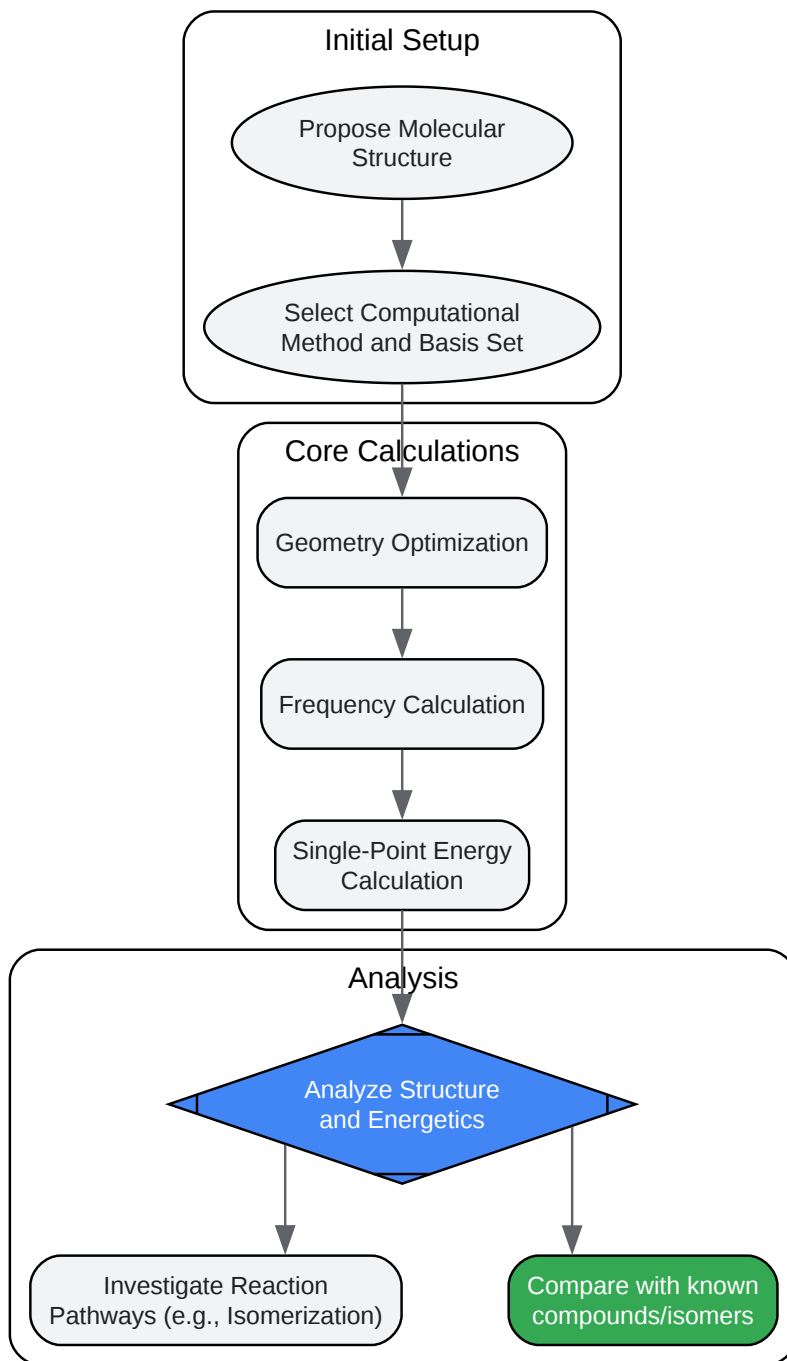 Initial Setup
Propose Molecular
Structure
Select Computational
Method and Basis Set
Core Calculations
Geometry Optimization
Frequency Calculation
Single-Point Energy
Calculation
Analysis
Analyze Structure
and Energetics
Investigate Reaction
Pathways (e.g., Isomerization)
Compare with known
compounds/isomers